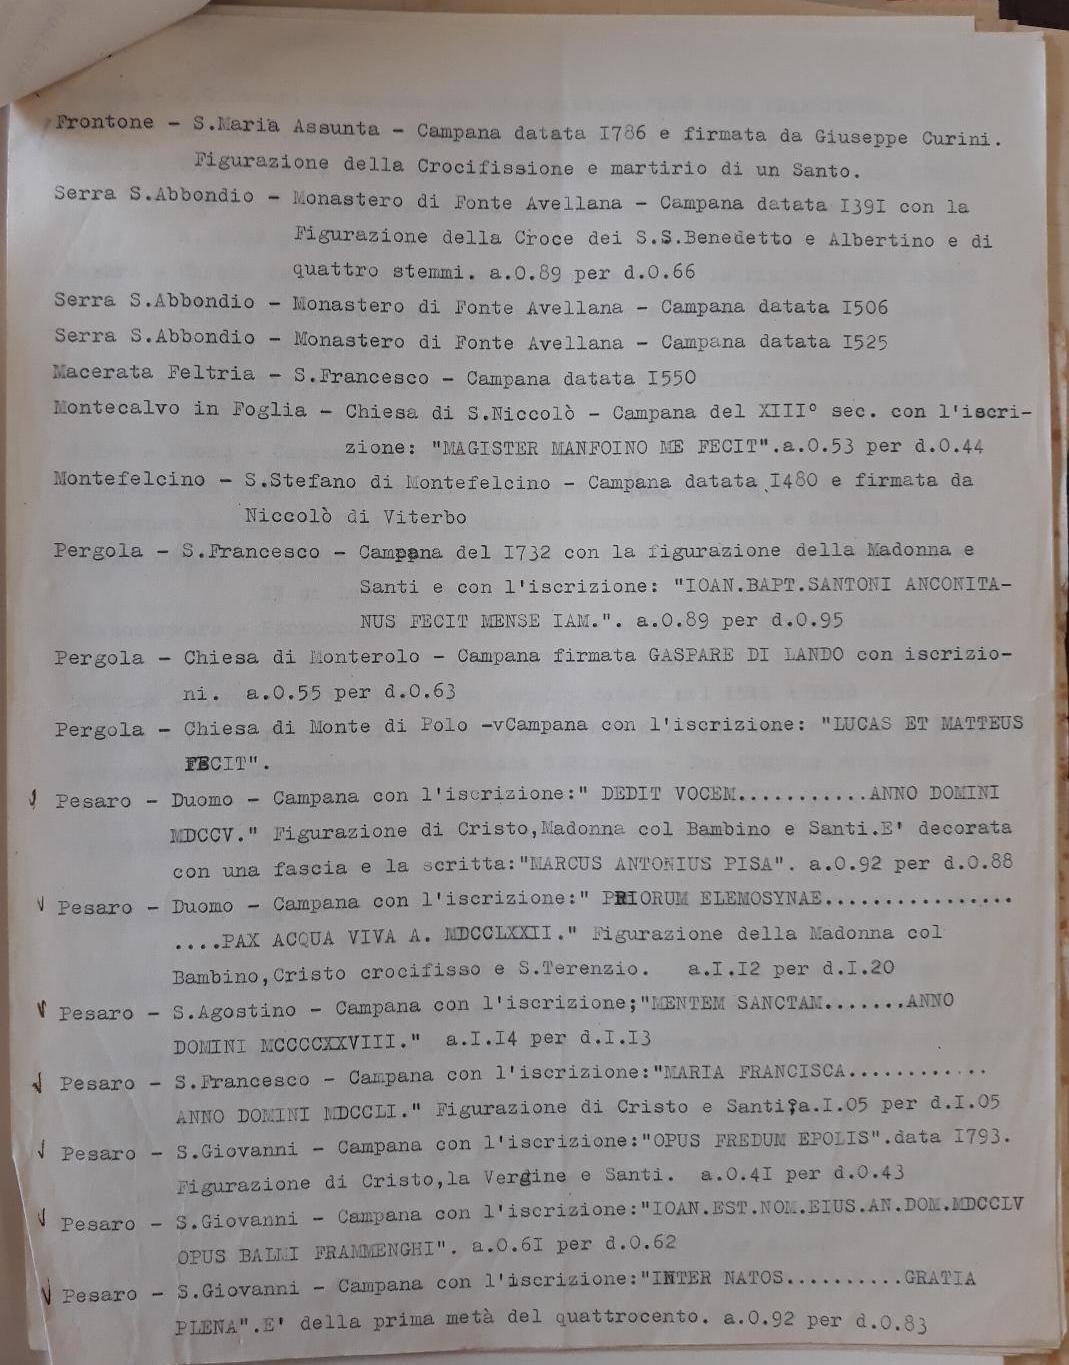 Frontone - S.Maria Assunta - Campana datata I786 e firmata da Giuseppe Curini.
Figurazione della Crocifissione e martirio di un Santo.
Serra S.Abbondio - Monastero di Fonte Avellana - Campana datata I39I con la
Figurazione della Croce dei S.S.Benedetto e Albertino e di
quattro stemmi. a.0.89 per d.0.66
Serra S.Abbondio - Monastero di Fonte Avellana - Campana datata I506
Serra S.Abbondio - Monastero di Fonte Avellana - Campana datata I525
Macerata Feltria - S.Francesco - Campana datata I550
Montecalvo in Foglia - Chiesa di S.Niccolò - Campana del XIII° sec. con l'iscri-
zione: "MAGISTER MANFOINO ME FECIT".a.0.53 per d.0.44
Montefelcino - S.Stefano di Montefelcino - Campana datata I480 e firmata da
Niccolò di Viterbo
Pergola - S.Francesco - Campana del I732 con la figurazione della Madonna e
Santi e con l'iscrizione: "IOAN.BAPT.SANTONI ANCONITA-
NUS FECIT MENSE IAM.". a.0.89 per d.0.95
Pergola - Chiesa di Monterolo - Campana firmata GASPARE DI LANDO con iscrizio-
ni. a.0.55 per d.0.63
Pergola - Chiesa di Monte di Polo -vCampana con l'iscrizione: "LUCAS ET MATTEUS
FECIT".
Pesaro - Duomo - Campana con l'iscrizione:" DEDIT VOCEM...........ANNO DOMINI
MDCCV." Figurazione di Cristo,Madonna col Bambino e Santi.E' decorata
con una fascia e la scritta:"MARCUS ANTONIUS PISA". a.0.92 per d.0.88
Pesaro - Duomo - Campana con l'iscrizione:" PRIORUM ELEMOSYNAE................
....PAX ACQUA VIVA A. MDCCLXXII." Figurazione della Madonna col
Bambino,Cristo crocifisso e S.Terenzio. a.I.I2 per d.I.20
Pesaro - S.Agostino - Campana con l'iscrizione;"MENTEM SANCTAM.......ANNO
DOMINI MCCCCXXVIII." a.I.I4 per d.I.I3
Pesaro - S.Francesco - Campana con l'iscrizione:"MARIA FRANCISCA............
ANNO DOMINI MDCCLI." Figurazione di Cristo e Santi.a.I.05 per d.I.05
Pesaro - S.Giovanni - Campana con l'iscrizione:"OPUS FREDUM EPOLIS".data I793.
Figurazione di Cristo,la Vergine e Santi. a.0.4I per d.0.43
Pesaro - S.Giovanni - Campana con l'iscrizione:"IOAN.EST.NOM.EIUS.AN.DOM.MDCCLV
OPUS BALLI FRAMMENGHI". a.0.6I per d.0.62
Pesaro - S.Giovanni - Campana con l'iscrizione:"INTER NATOS..........GRATIA
PLENA".E' della prima metà del quattrocento. a.0.92 per d.0.83